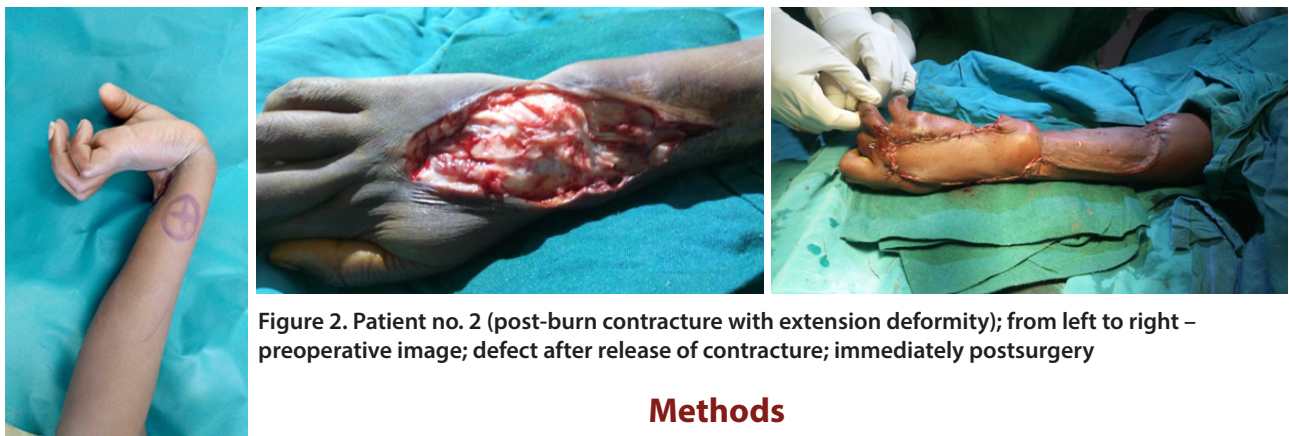 Figure 2. Patient no. 2 (post-burn contracture with extension deformity); from left to right –
preoperative image; defect after release of contracture; immediately postsurgery
Methods